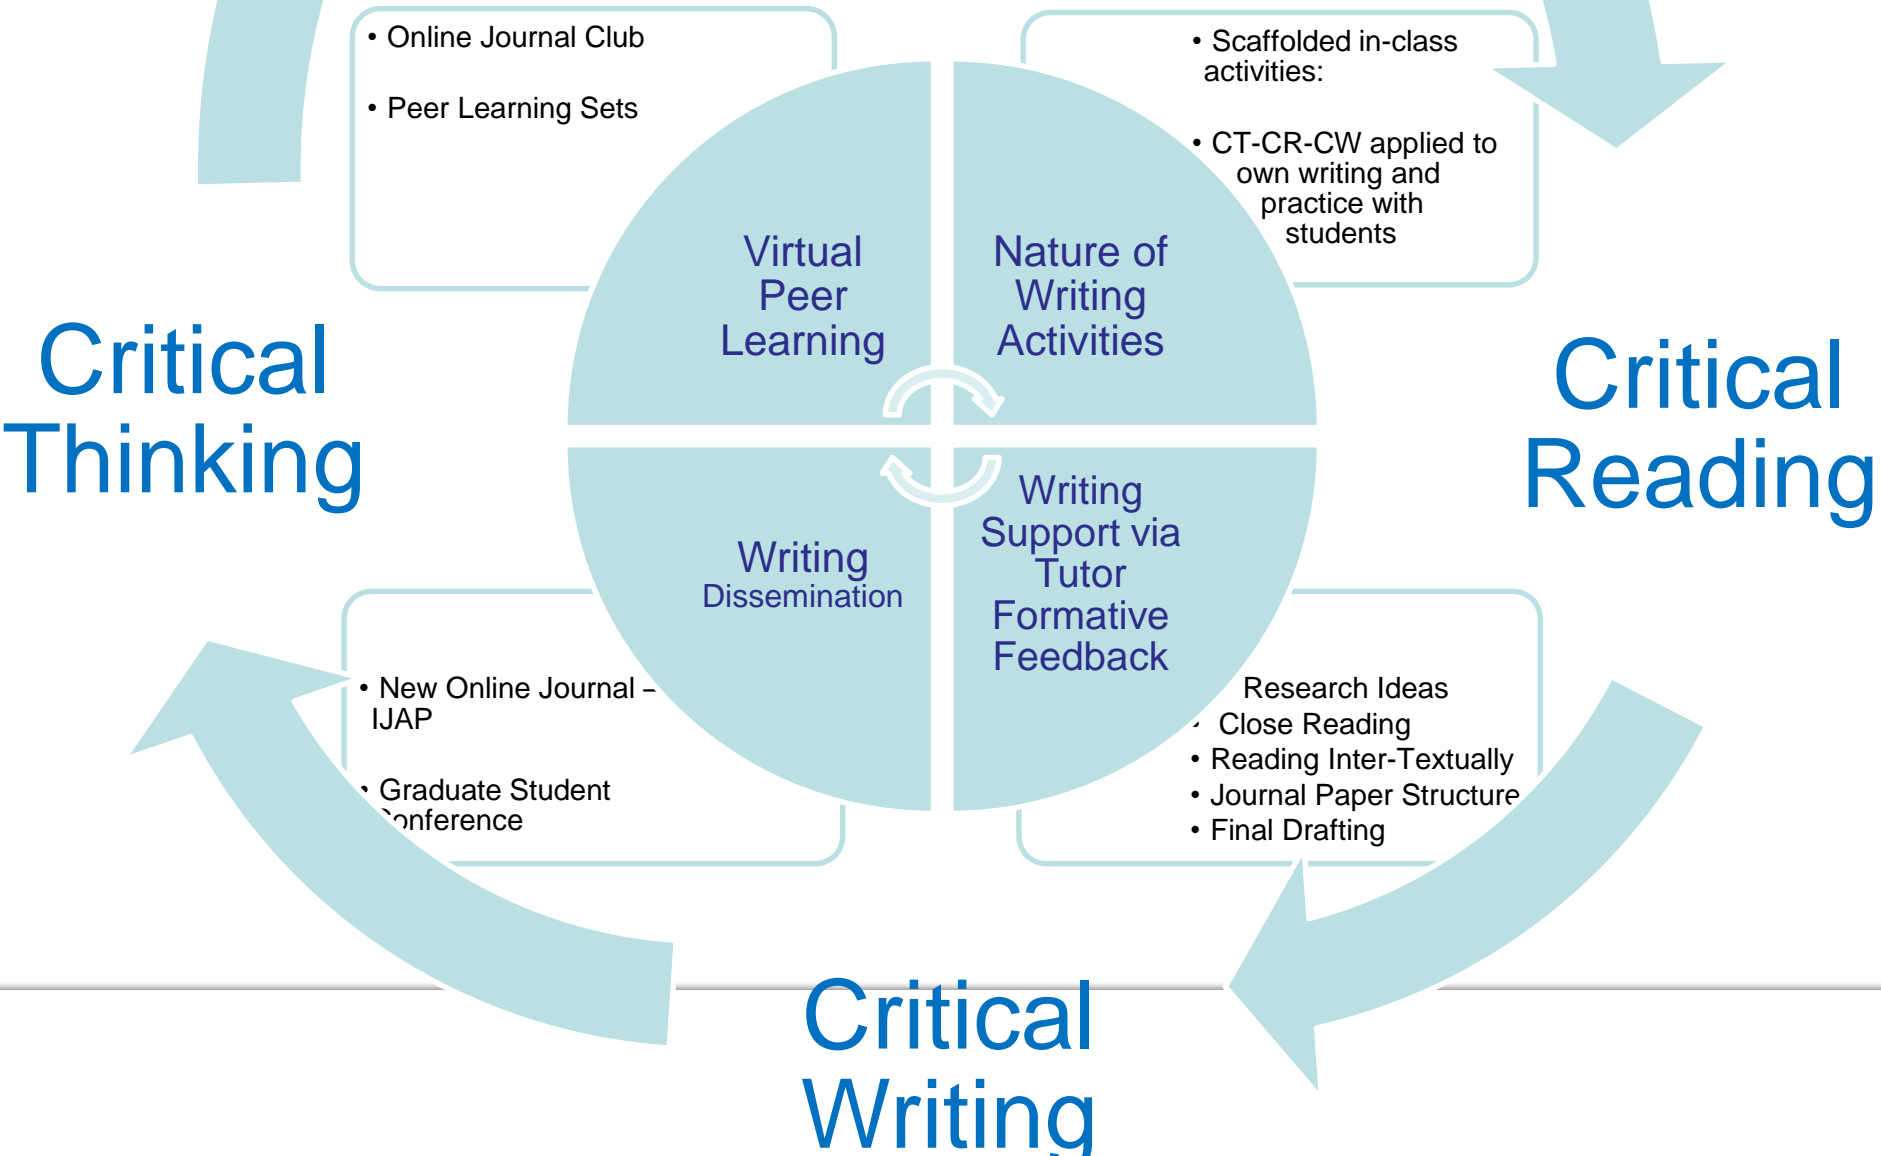 • Online Journal Club
• Peer Learning Sets
• Scaffolded in-class
activities:
• CT-CR-CW applied to
own writing and
practice with
students
Virtual
Peer
Learning
Nature of
Writing
Activities
Critical
Thinking
Critical
Reading
Writing
Dissemination
Writing
Support via
Tutor
Formative
Feedback
• New Online Journal –
IJAP
• Graduate Student
Conference
Research Ideas
• Close Reading
• Reading Inter-Textually
• Journal Paper Structure
• Final Drafting
Critical
Writing